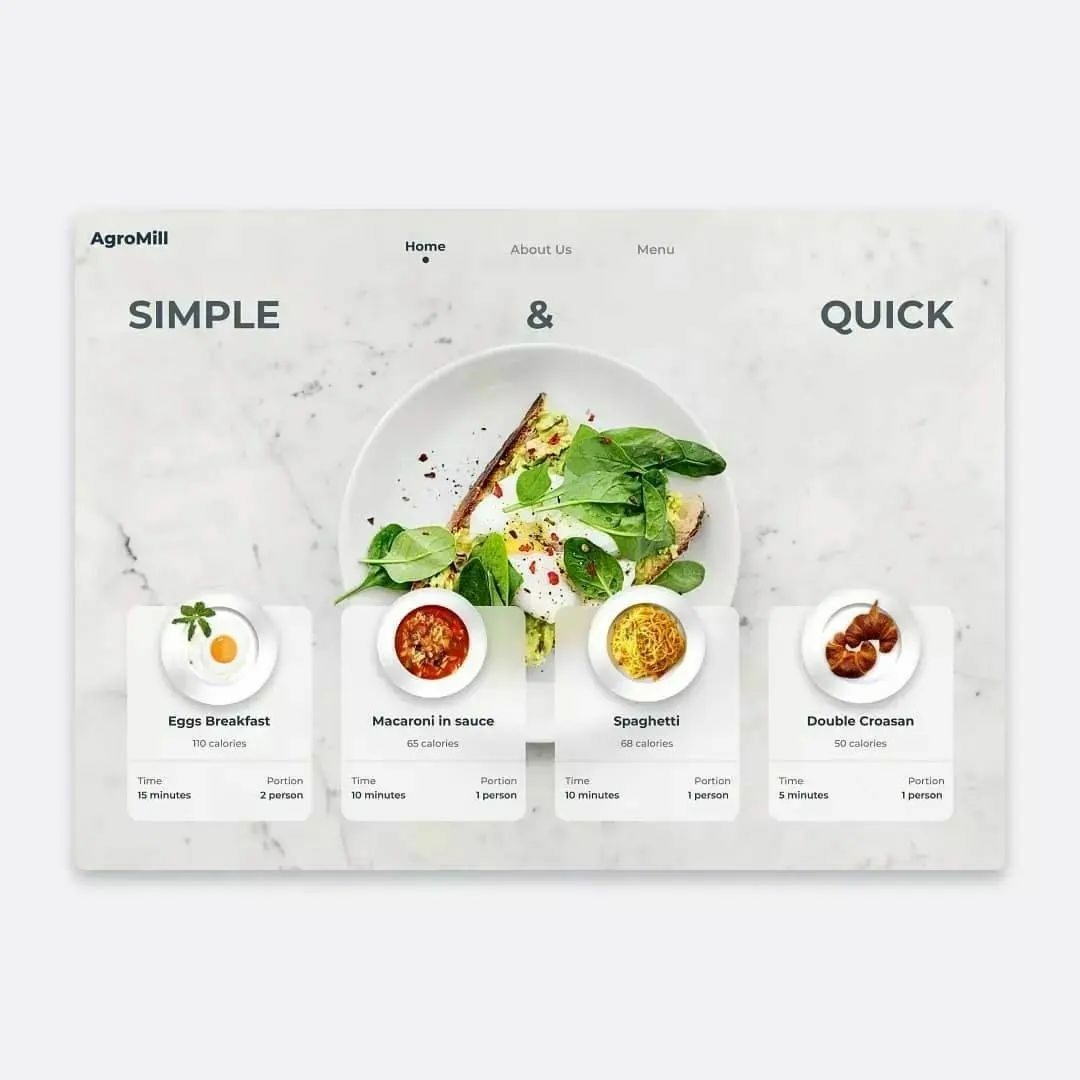 AgroMill
Home
About Us
Menu
SIMPLE & QUICK
Eggs Breakfast
110 calories
Time Portion
15 minutes 2 person
Macaroni in sauce
65 calories
Time Portion
10 minutes 1 person
Spaghetti
68 calories
Time Portion
10 minutes 1 person
Double Croasan
50 calories
Time Portion
5 minutes 1 person